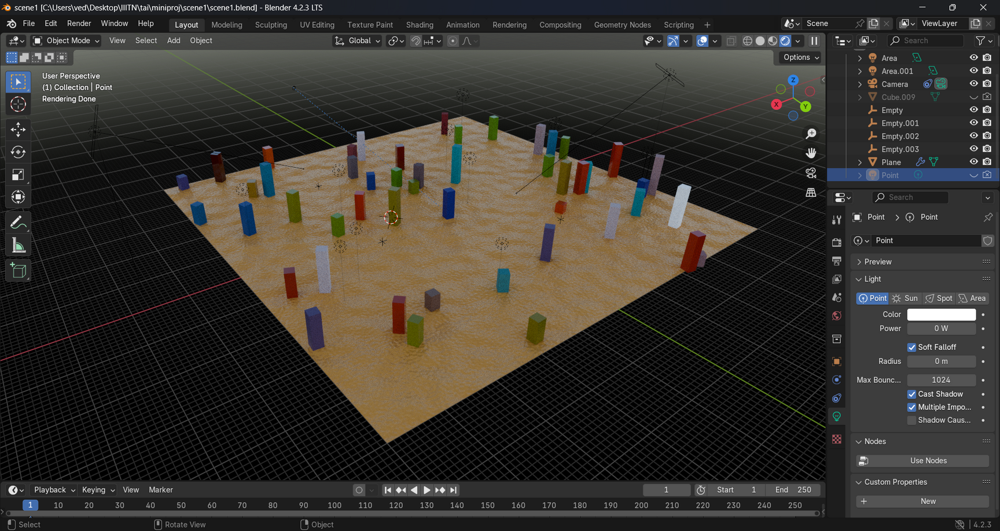 scene1 [C:\Users\ved\Desktop\IIITN\tai\miniproj\scene1\scene1.blend] - Blender 4.2.3 LTS
File Edit Render Window Help Layout Modeling Sculpting UV Editing Texture Paint Shading Animation Rendering Compositing Geometry Nodes Scripting + Scene ViewLayer
Object Mode View Select Add Object Global Search
Options
User Perspective
(1) Collection | Point
Rendering Done
Z
X
Y
Area
Area.001
Camera
Cube.009
Empty
Empty.001
Empty.002
Empty.003
Plane
Point
Search
Point > Point
Point
Preview
Light
Point Sun Spot Area
Color
Power 0 W
Soft Falloff
Radius 0 m
Max Bounc... 1024
Cast Shadow
Multiple Impo...
Shadow Caus...
Nodes
Use Nodes
Custom Properties
+ New
Playback Keying View Marker 1 Start 1 End 250
1 10 20 30 40 50 60 70 80 90 100 110 120 130 140 150 160 170 180 190 200 210 220 230 240 250
Select Rotate View Object 4.2.3